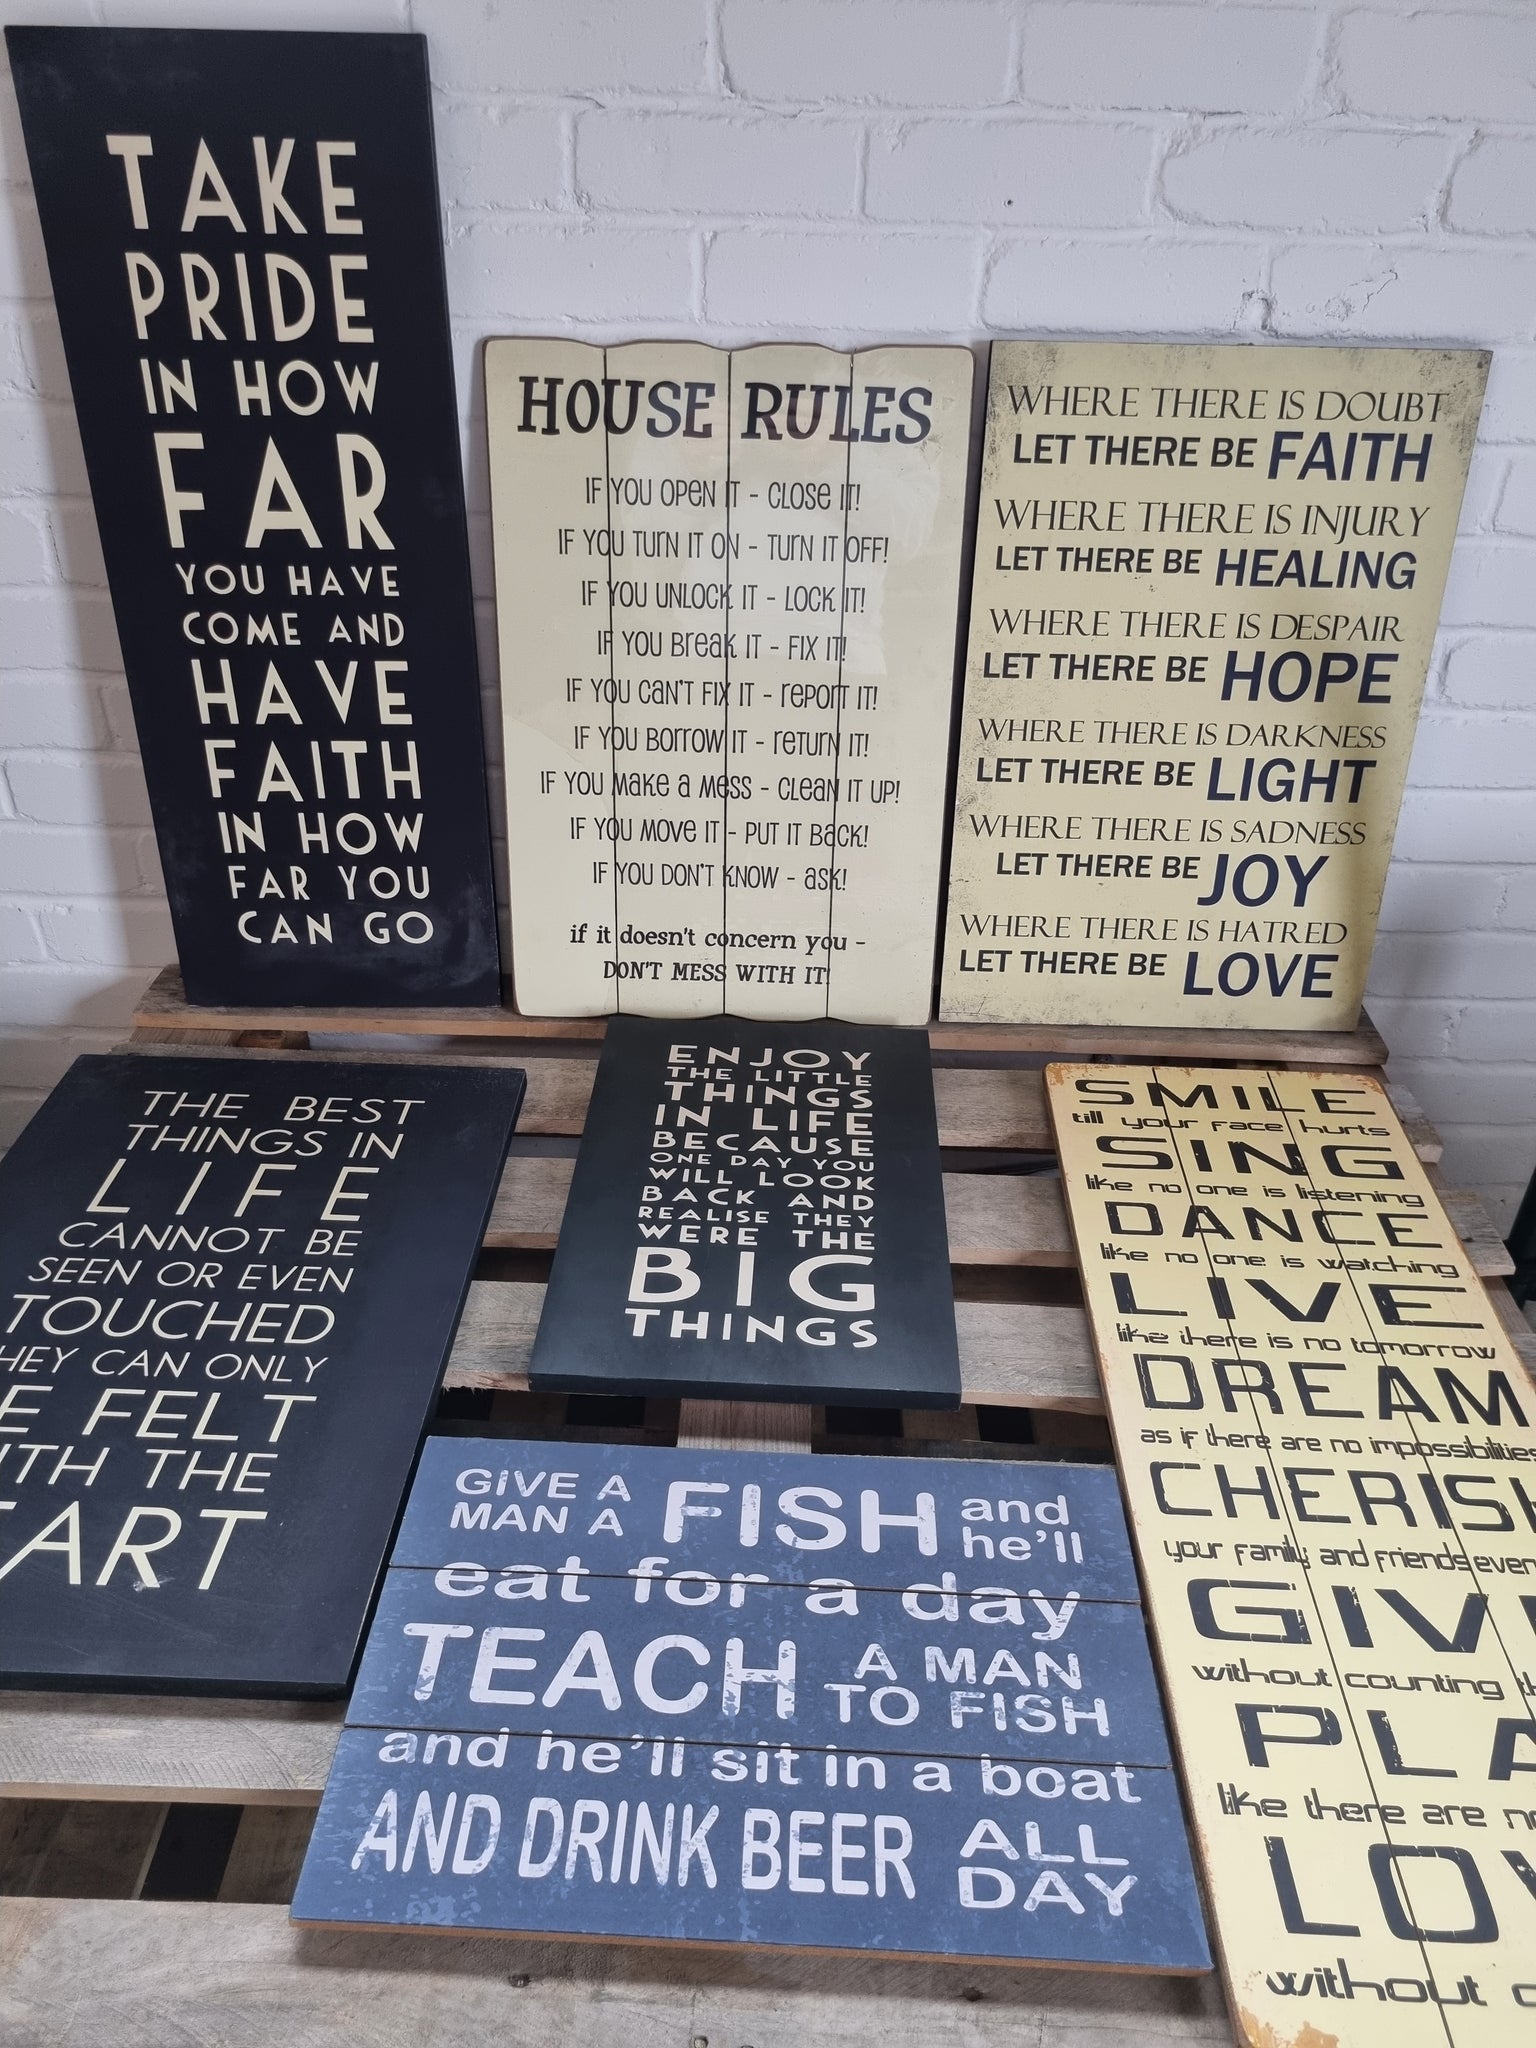 TAKE
PRIDE
IN HOW
FAR
YOU HAVE
COME AND
HAVE
FAITH
IN HOW
FAR YOU
CAN GO
HOUSE RULES
IF YOU OPEN IT - CLOSE IT!
IF YOU TURN IT ON - TURN IT OFF!
IF YOU UNLOCK IT - LOCK IT!
IF YOU BREAK IT - FIX IT!
IF YOU CAN'T FIX IT - REPORT IT!
IF YOU BORROW IT - RETURN IT!
IF YOU MAKE A MESS - CLEAN IT UP!
IF YOU MOVE IT - PUT IT BACK!
IF YOU DON'T KNOW - ASK!
if it doesn't concern you -
DON'T MESS WITH IT!
WHERE THERE IS DOUBT
LET THERE BE FAITH
WHERE THERE IS INJURY
LET THERE BE HEALING
WHERE THERE IS DESPAIR
LET THERE BE HOPE
WHERE THERE IS DARKNESS
LET THERE BE LIGHT
WHERE THERE IS SADNESS
LET THERE BE JOY
WHERE THERE IS HATRED
LET THERE BE LOVE
THE BEST
THINGS IN
LIFE
CANNOT BE
SEEN OR EVEN
TOUCHED
HEY CAN ONLY
E FELT
ITH THE
ART
ENJOY
THE LITTLE
THINGS
IN LIFE
BECAUSE
ONE DAY YOU
WILL LOOK
BACK AND
REALISE THEY
WERE THE
BIG
THINGS
GIVE A
MAN A FISH and
he'll
eat for a day
TEACH A MAN
TO FISH
and he'll sit in a boat
AND DRINK BEER ALL
DAY
SMILE
till your face hurts
SING
like no one is listening
DANCE
like no one is watching
LIVE
like there is no tomorrow
DREAM
as if there are no impossibilities
CHERISH
your family and friends even
GIV
without counting
PLA
like there are no
LOV
without